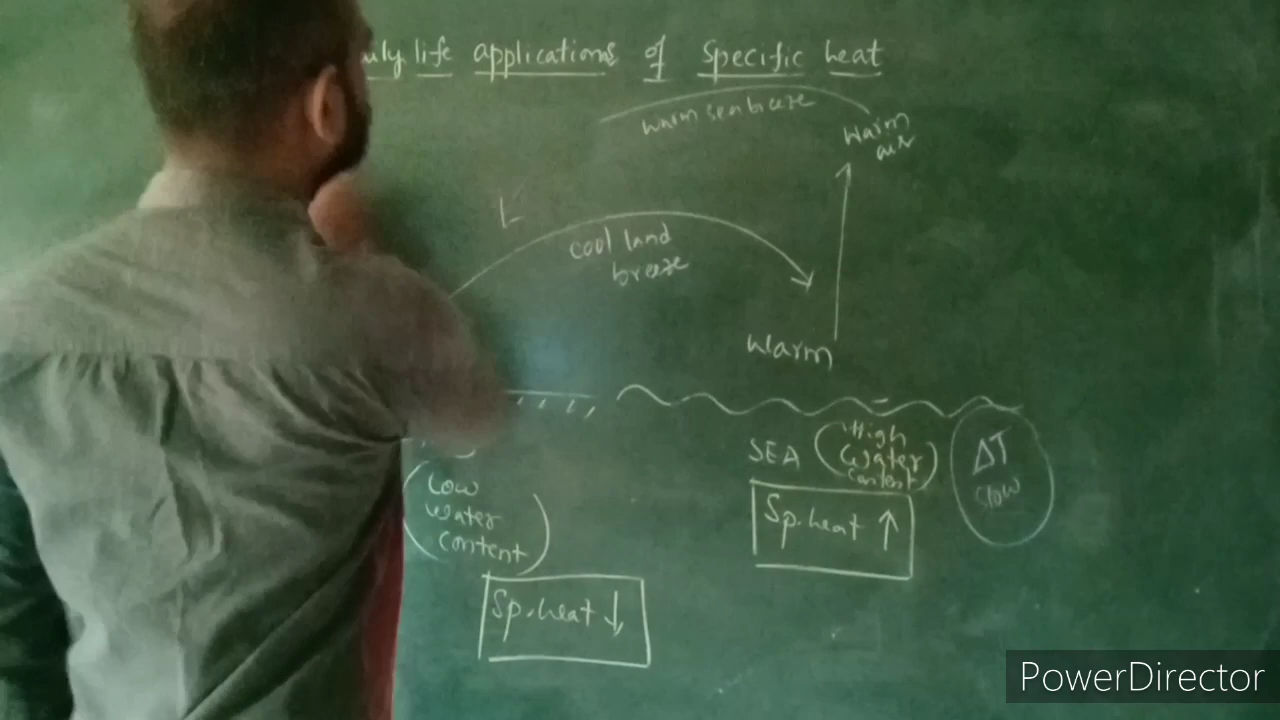 uly life applications of specific heat
warm sea breeze
warm
air
cool land
breeze
warm
SEA (High
water
content)
ΔT
slow
(Low
water
content)
Sp.heat ↑
Sp.heat ↓
PowerDirector